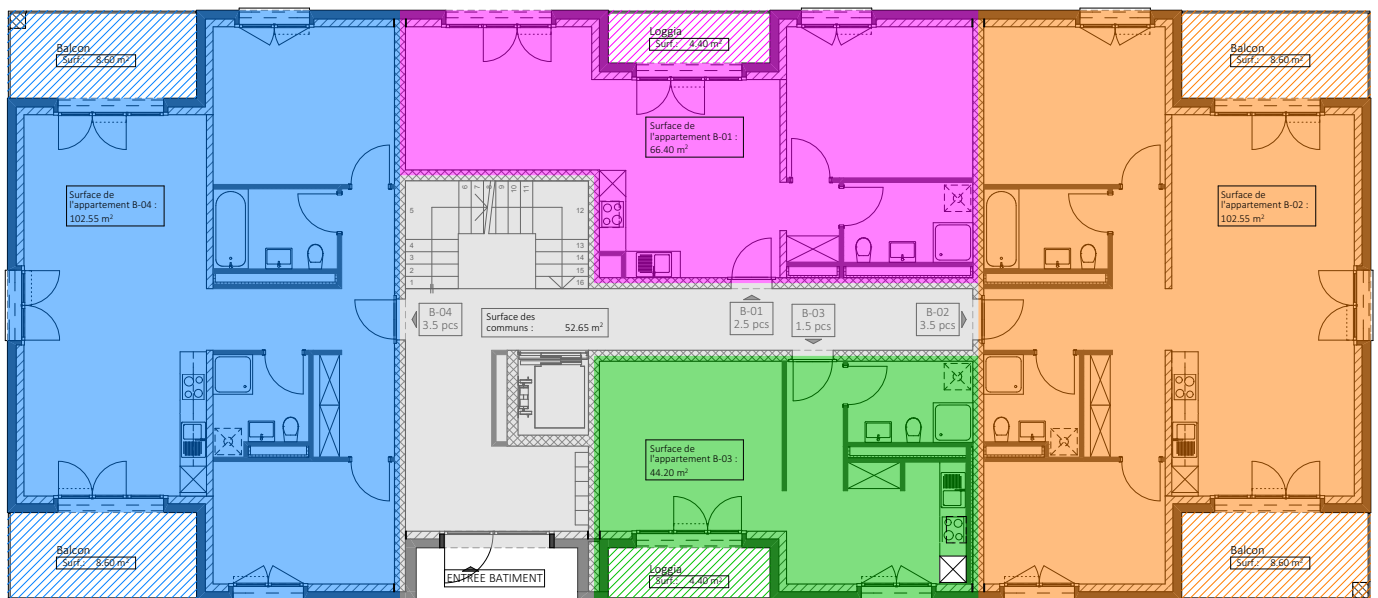 Balcon
Surf.: 8.60 m²
Loggia
Surf.: 4.40 m²
Balcon
Surf.: 8.60 m²
Surface de
l'appartement B-01 :
66.40 m²
Surface de
l'appartement B-04 :
102.55 m²
Surface de
l'appartement B-02 :
102.55 m²
6 7 8 9 10 11
5 12
4 13
3 14
2 15
1 16
B-04
3.5 pcs
Surface des
communs : 52.65 m²
B-01
2.5 pcs
B-03
1.5 pcs
B-02
3.5 pcs
Surface de
l'appartement B-03 :
44.20 m²
Balcon
Surf.: 8.60 m²
ENTREE BATIMENT
Loggia
Surf.: 4.40 m²
Balcon
Surf.: 8.60 m²